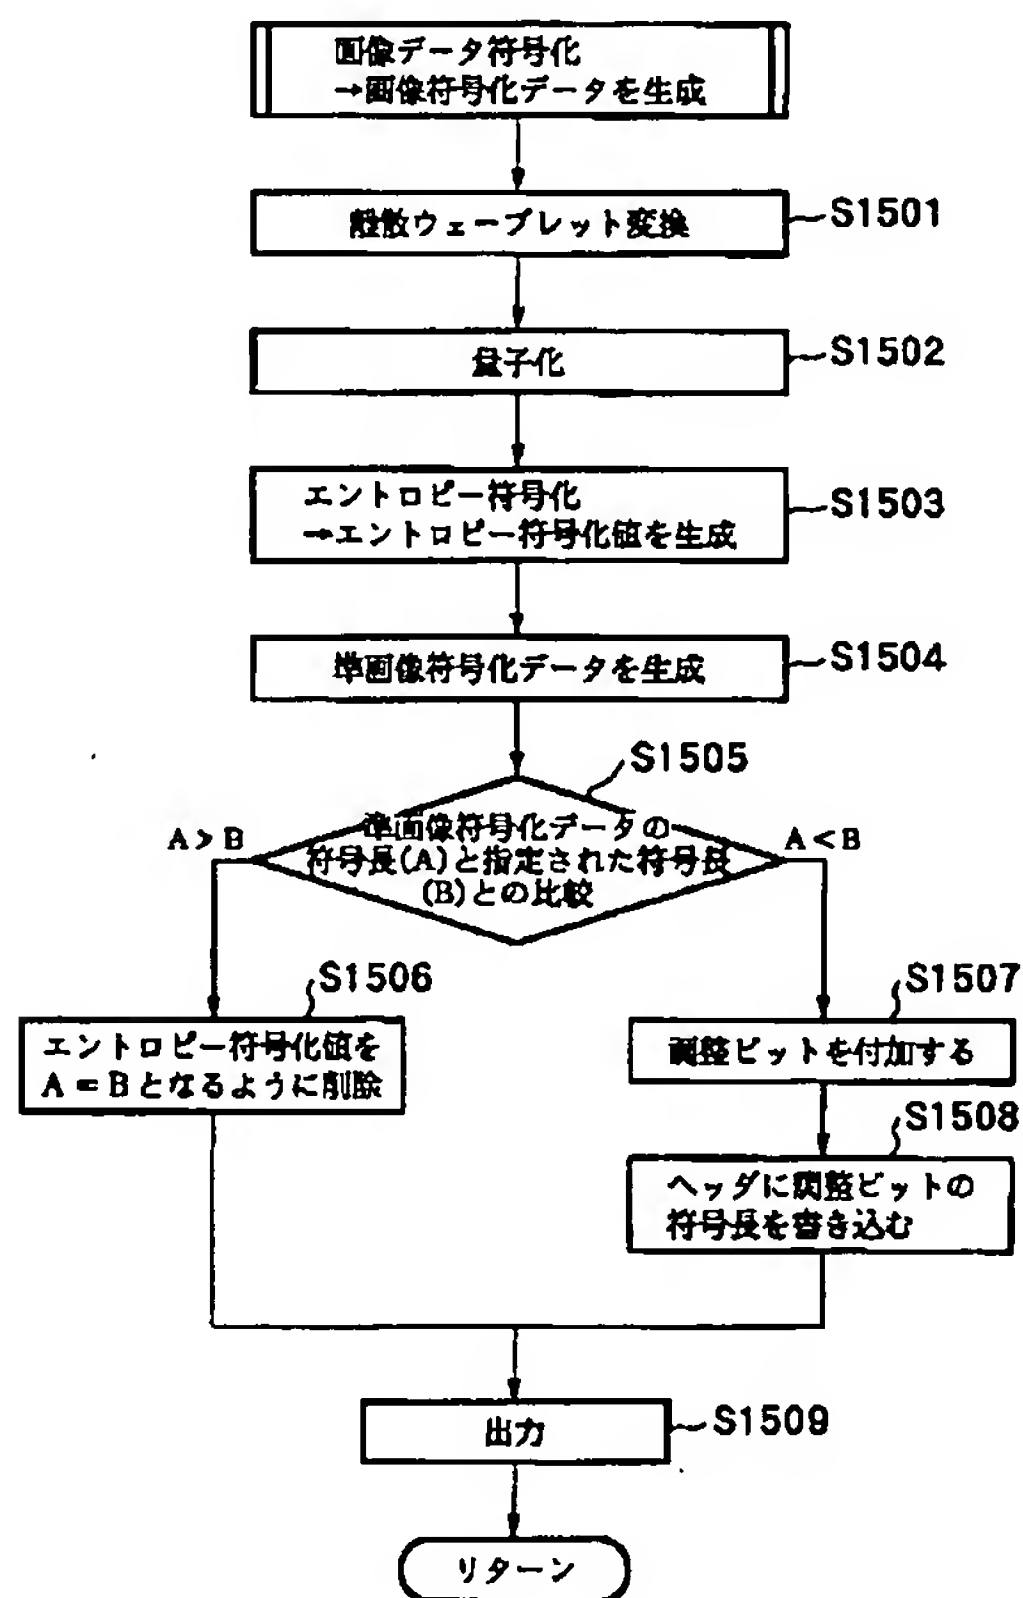 画像データ符号化
→画像符号化データを生成
離散ウェーブレット変換
S1501
量子化
S1502
エントロピー符号化
→エントロピー符号化値を生成
S1503
準画像符号化データを生成
S1504
S1505
準画像符号化データの
符号長(A)と指定された符号長
(B)との比較
A > B
A < B
S1506
エントロピー符号化値を
A = Bとなるように削除
S1507
調整ビットを付加する
S1508
ヘッダに調整ビットの
符号長を書き込む
出力
S1509
リターン